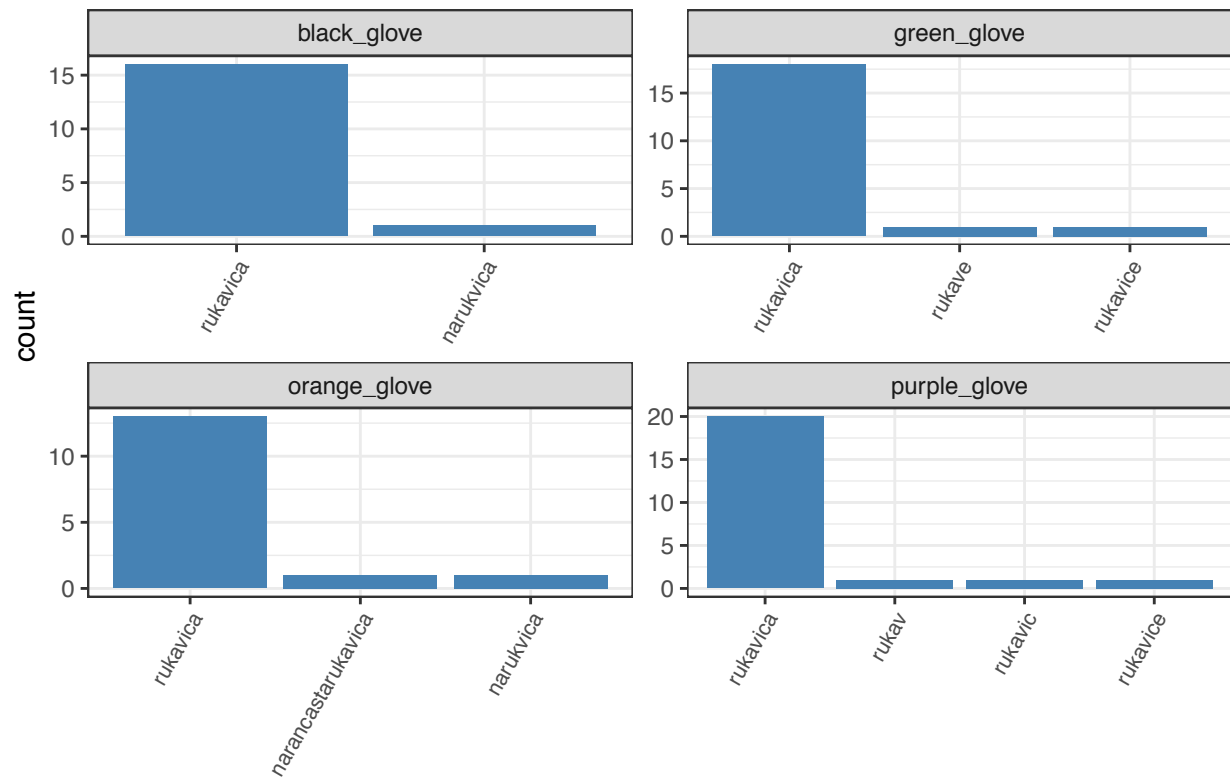 black_glove
15
10
5
0
rukavica
narukvica
green_glove
15
10
5
0
rukavica
rukave
rukavice
count
orange_glove
10
5
0
rukavica
narancastarukavica
narukvica
purple_glove
20
15
10
5
0
rukavica
rukav
rukavic
rukavice